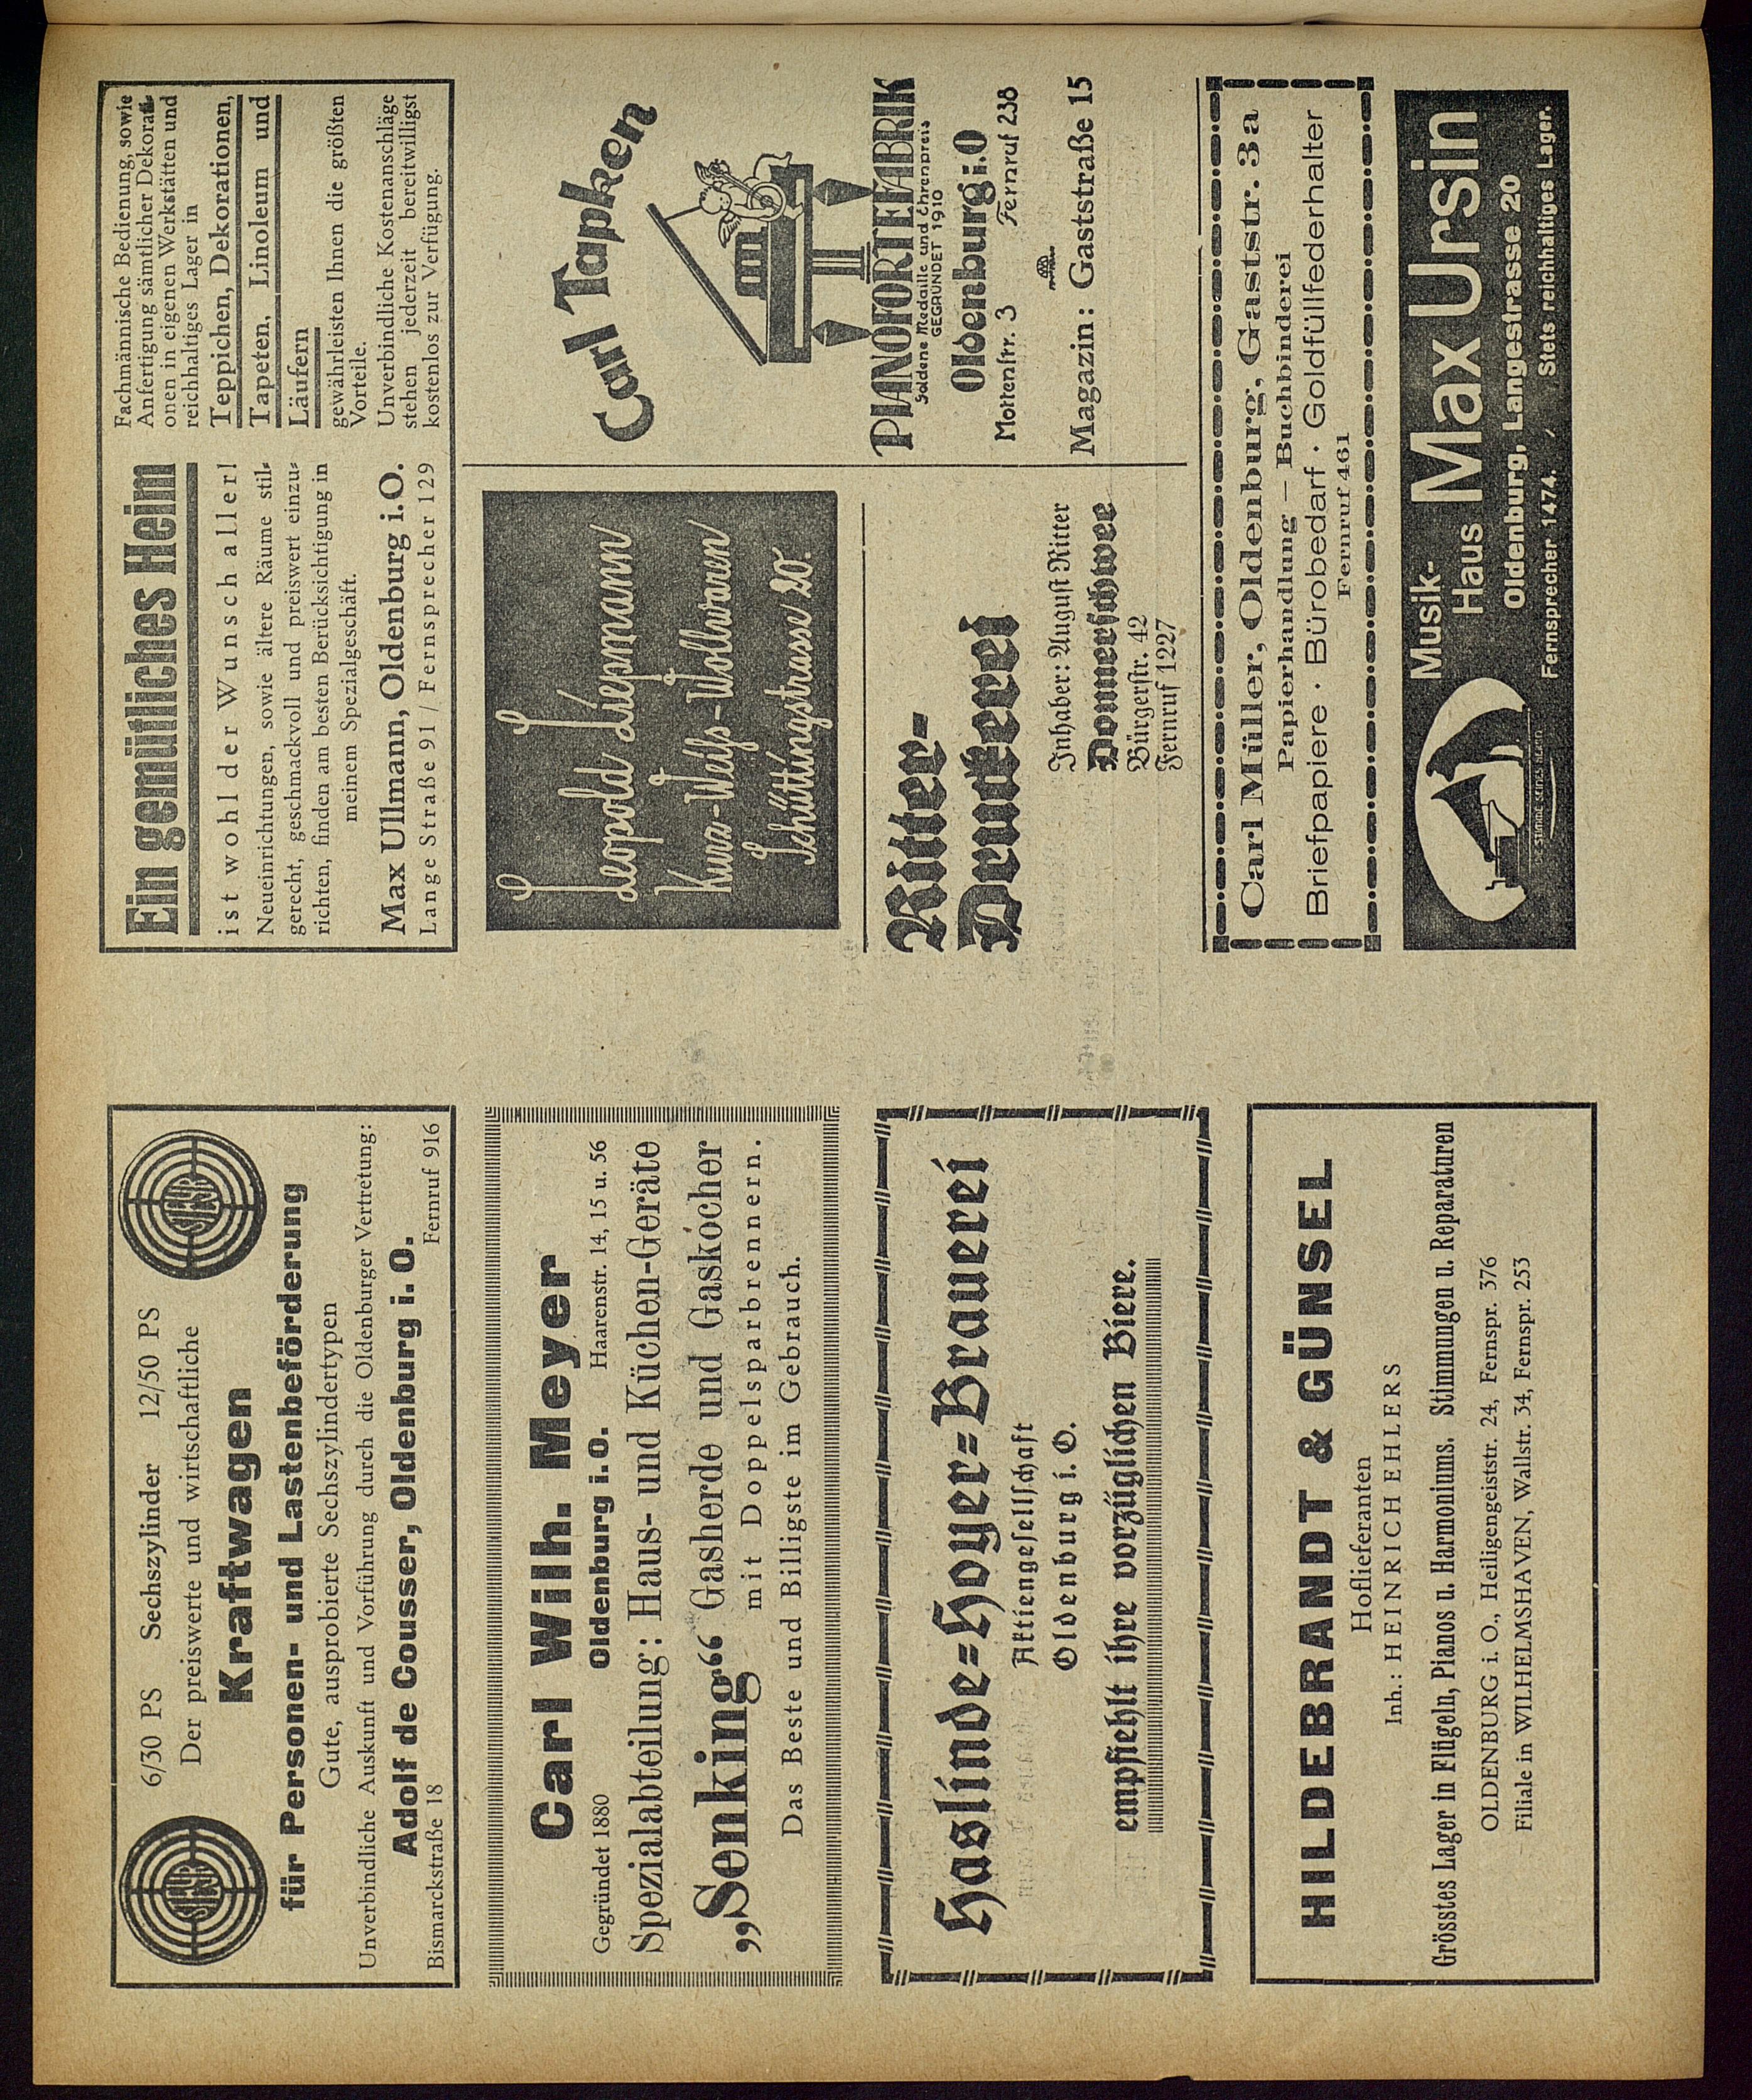 STEYR
6/30 PS Sechszylinder 12/50 PS
STEYR
Der preiswerte und wirtschaftliche
Kraftwagen
für Personen- und Lastenbeförderung
Gute, ausprobierte Sechszylindertypen
Unverbindliche Auskunft und Vorführung durch die Oldenburger Vertretung:
Adolf de Cousser, Oldenburg i. O.
Bismarckstraße 18 Fernruf 916
Carl Wilh. Meyer
Gegründet 1880 Oldenburg i.O. Haarenstr. 14, 15 u. 56
Spezialabteilung: Haus- und Küchen-Geräte
„Senking“ Gasherde und Gaskocher
mit Doppelsparbrennern.
Das Beste und Billigste im Gebrauch.
Haslinde-Hoyer-Brauerei
Aktiengesellschaft
Oldenburg i. O.
empfiehlt ihre vorzüglichen Biere.
HILDEBRANDT & GÜNSEL
Hoflieferanten
Inh.: HEINRICH EHLERS
Grösstes Lager in Flügeln, Pianos u. Harmoniums. Stimmungen u. Reparaturen
OLDENBURG i. O., Heiligengeiststr. 24, Fernspr. 376
Filiale in WILHELMSHAVEN, Wallstr. 34, Fernspr. 253
Ein gemütliches Heim
ist wohl der Wunsch aller!
Neueinrichtungen, sowie ältere Räume stil-
gerecht, geschmackvoll und preiswert einzu-
richten, finden am besten Berücksichtigung in
meinem Spezialgeschäft.
Max Ullmann, Oldenburg i. O.
Lange Straße 91 / Fernsprecher 129
Fachmännische Bedienung, sowie
Anfertigung sämtlicher Dekorati-
onen in eigenen Werkstätten und
reichhaltiges Lager in
Teppichen, Dekorationen,
Tapeten, Linoleum und
Läufern
gewährleisten Ihnen die größten
Vorteile.
Unverbindliche Kostenanschläge
stehen jederzeit bereitwilligst
kostenlos zur Verfügung.
Leopold Liepmann
Kurz-Weiß-Wollwaren
Schüttingstrasse 20.
Carl Tapken
PIANOFORTEFABRIK
Goldene Medaille und Ehrenpreis
GEGRÜNDET 1910
Oldenburg i.O
Mottenstr. 3 Fernruf 238
Magazin: Gaststraße 15
Ritter-
Druckerei
Inhaber: August Ritter
Donnerschwee
Bürgerstr. 42
Fernruf 1227
Carl Müller, Oldenburg, Gaststr. 3a
Papierhandlung – Buchbinderei
Briefpapiere · Bürobedarf · Goldfüllfederhalter
Fernruf 461
Musik-
Haus Max Ursin
Oldenburg, Langestrasse 20
Fernsprecher 1474. Stets reichhaltiges Lager.
STIMME SEINES HERRN